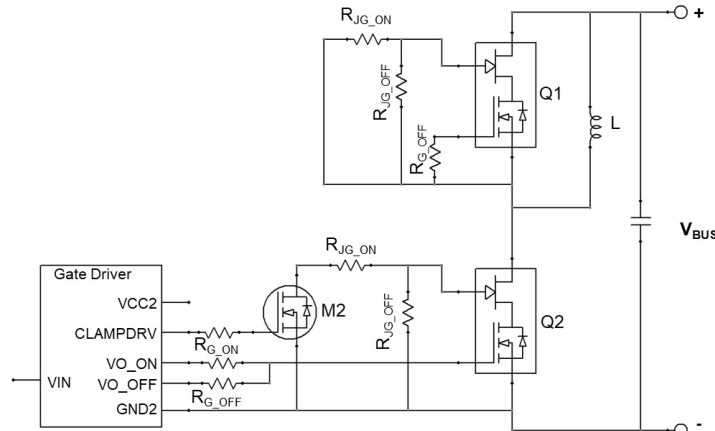 RJG_ON
+
RJG_OFF
Q1
RG_OFF
L
VBUS
RJG_ON
Gate Driver
VCC2
M2
RJG_OFF
Q2
CLAMPDRV
RG_ON
VO_ON
VIN
VO_OFF
RG_OFF
GND2
-